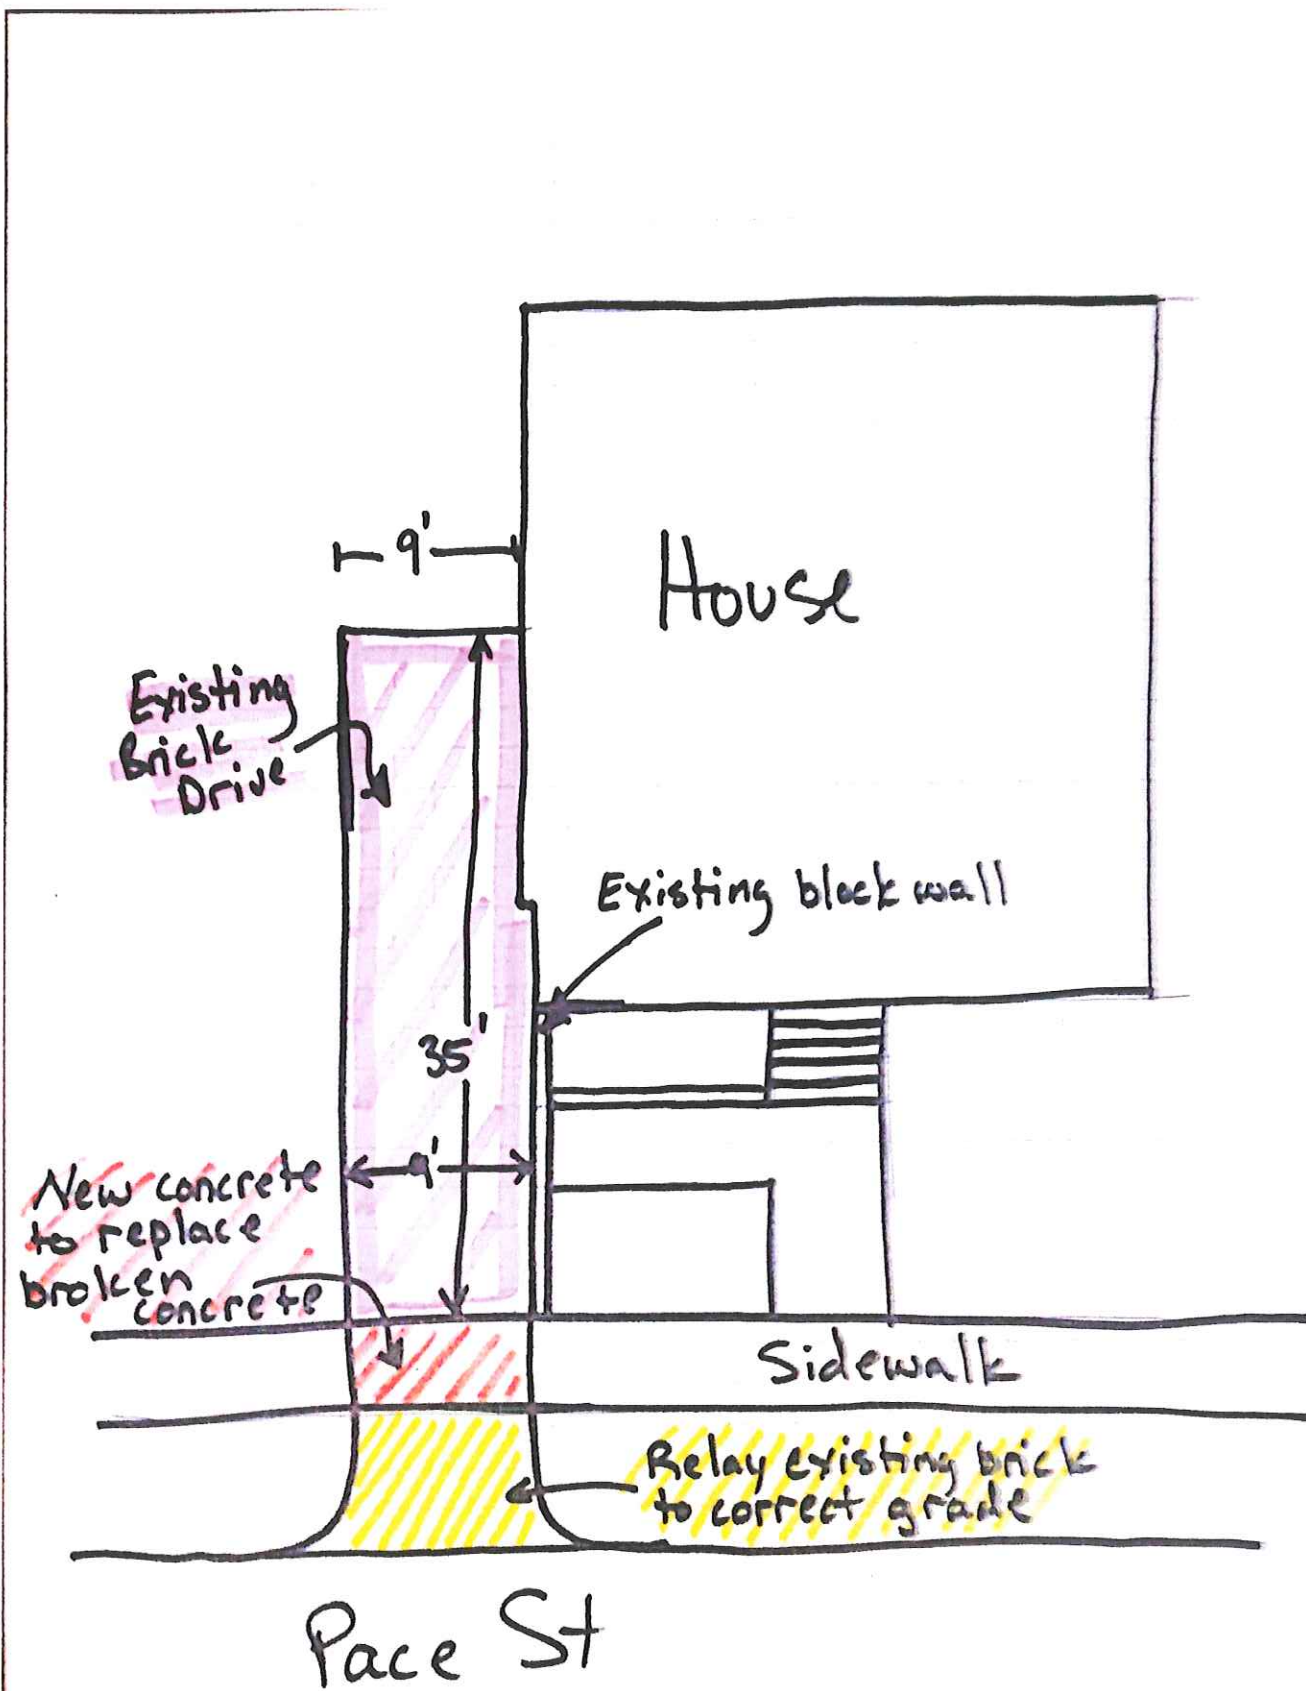 9'
House
Existing
Brick
Drive
Existing block wall
35'
9'
New concrete
to replace
broken
concrete
Sidewalk
Relay existing brick
to correct grade
Pace St